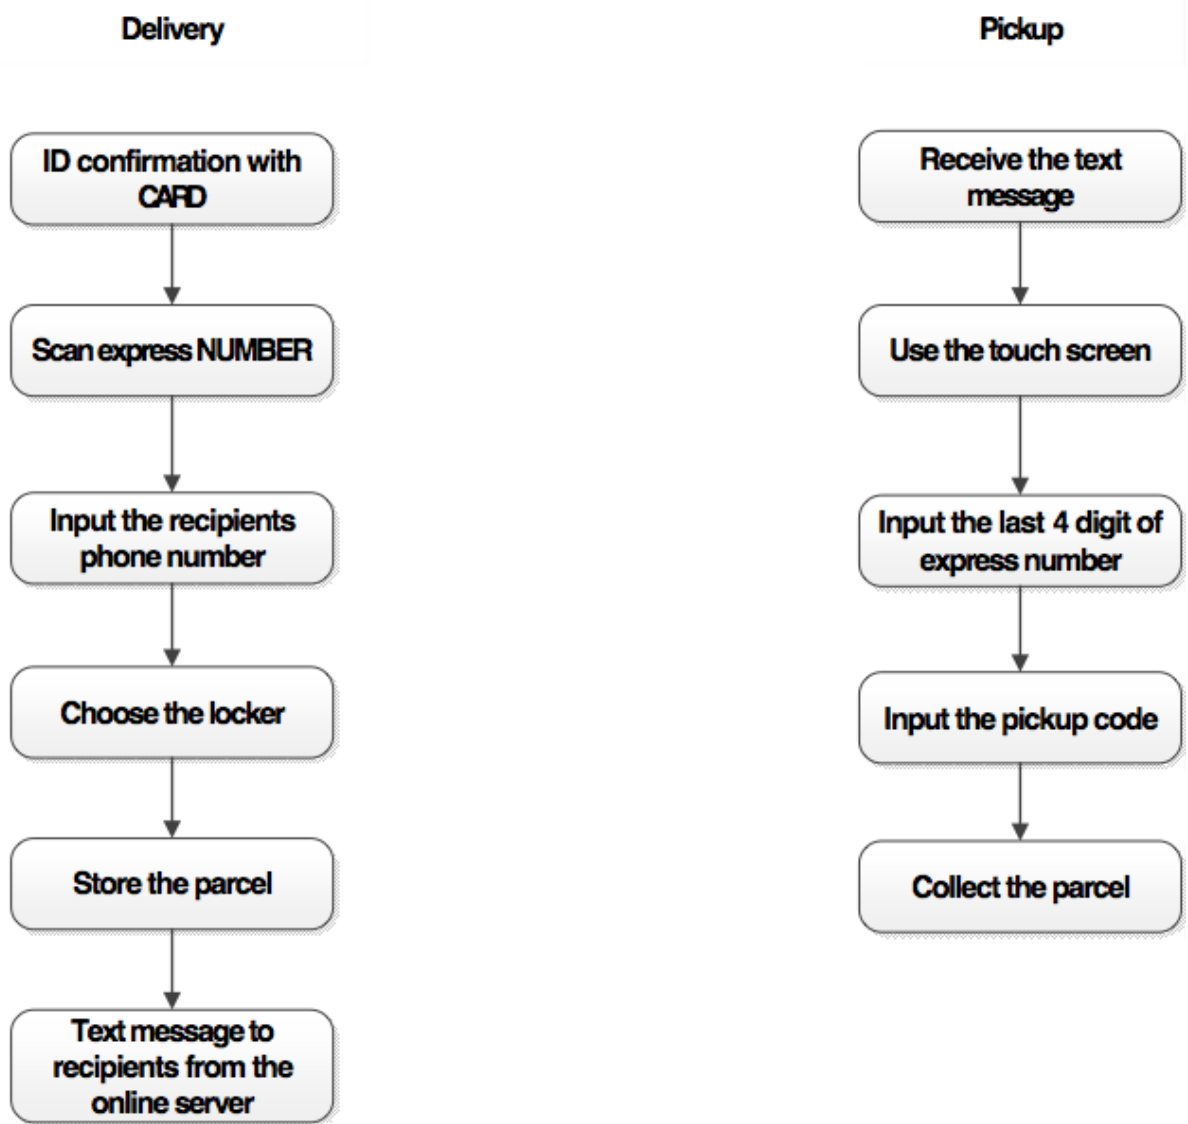 Delivery
ID confirmation with
CARD
Scan express NUMBER
Input the recipients
phone number
Choose the locker
Store the parcel
Text message to
recipients from the
online server
Pickup
Receive the text
message
Use the touch screen
Input the last 4 digit of
express number
Input the pickup code
Collect the parcel